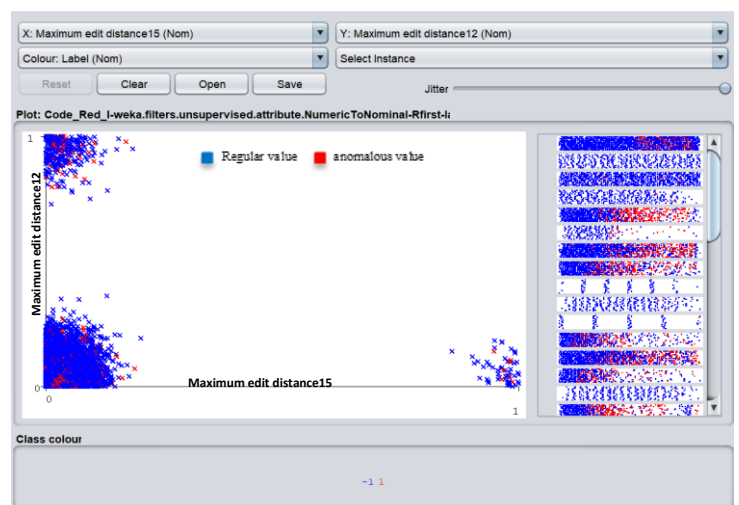 X: Maximum edit distance15 (Nom) Y: Maximum edit distance12 (Nom)
Colour: Label (Nom) Select Instance
Reset Clear Open Save Jitter
Plot: Code_Red_I-weka.filters.unsupervised.attribute.NumericToNominal-Rfirst-la
1
Regular value anomalous value
Maximum edit distance12
0
Maximum edit distance15
0
1
Class colour
-1 1